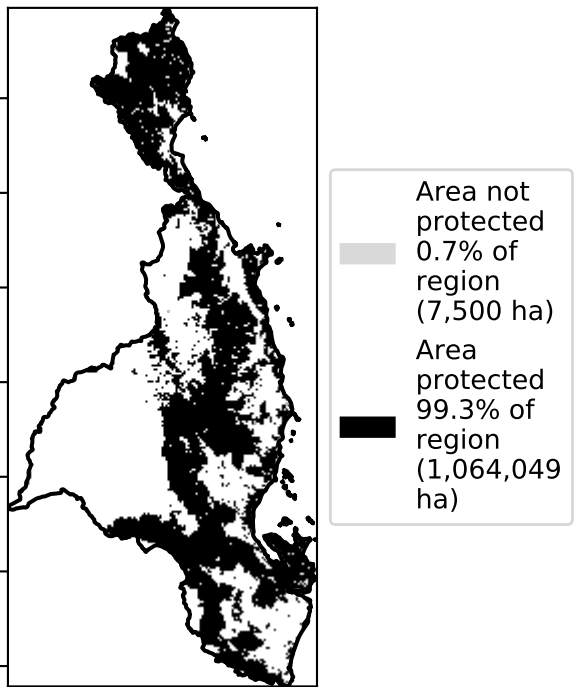 Area not
protected
0.7% of
region
(7,500 ha)
Area
protected
99.3% of
region
(1,064,049
ha)